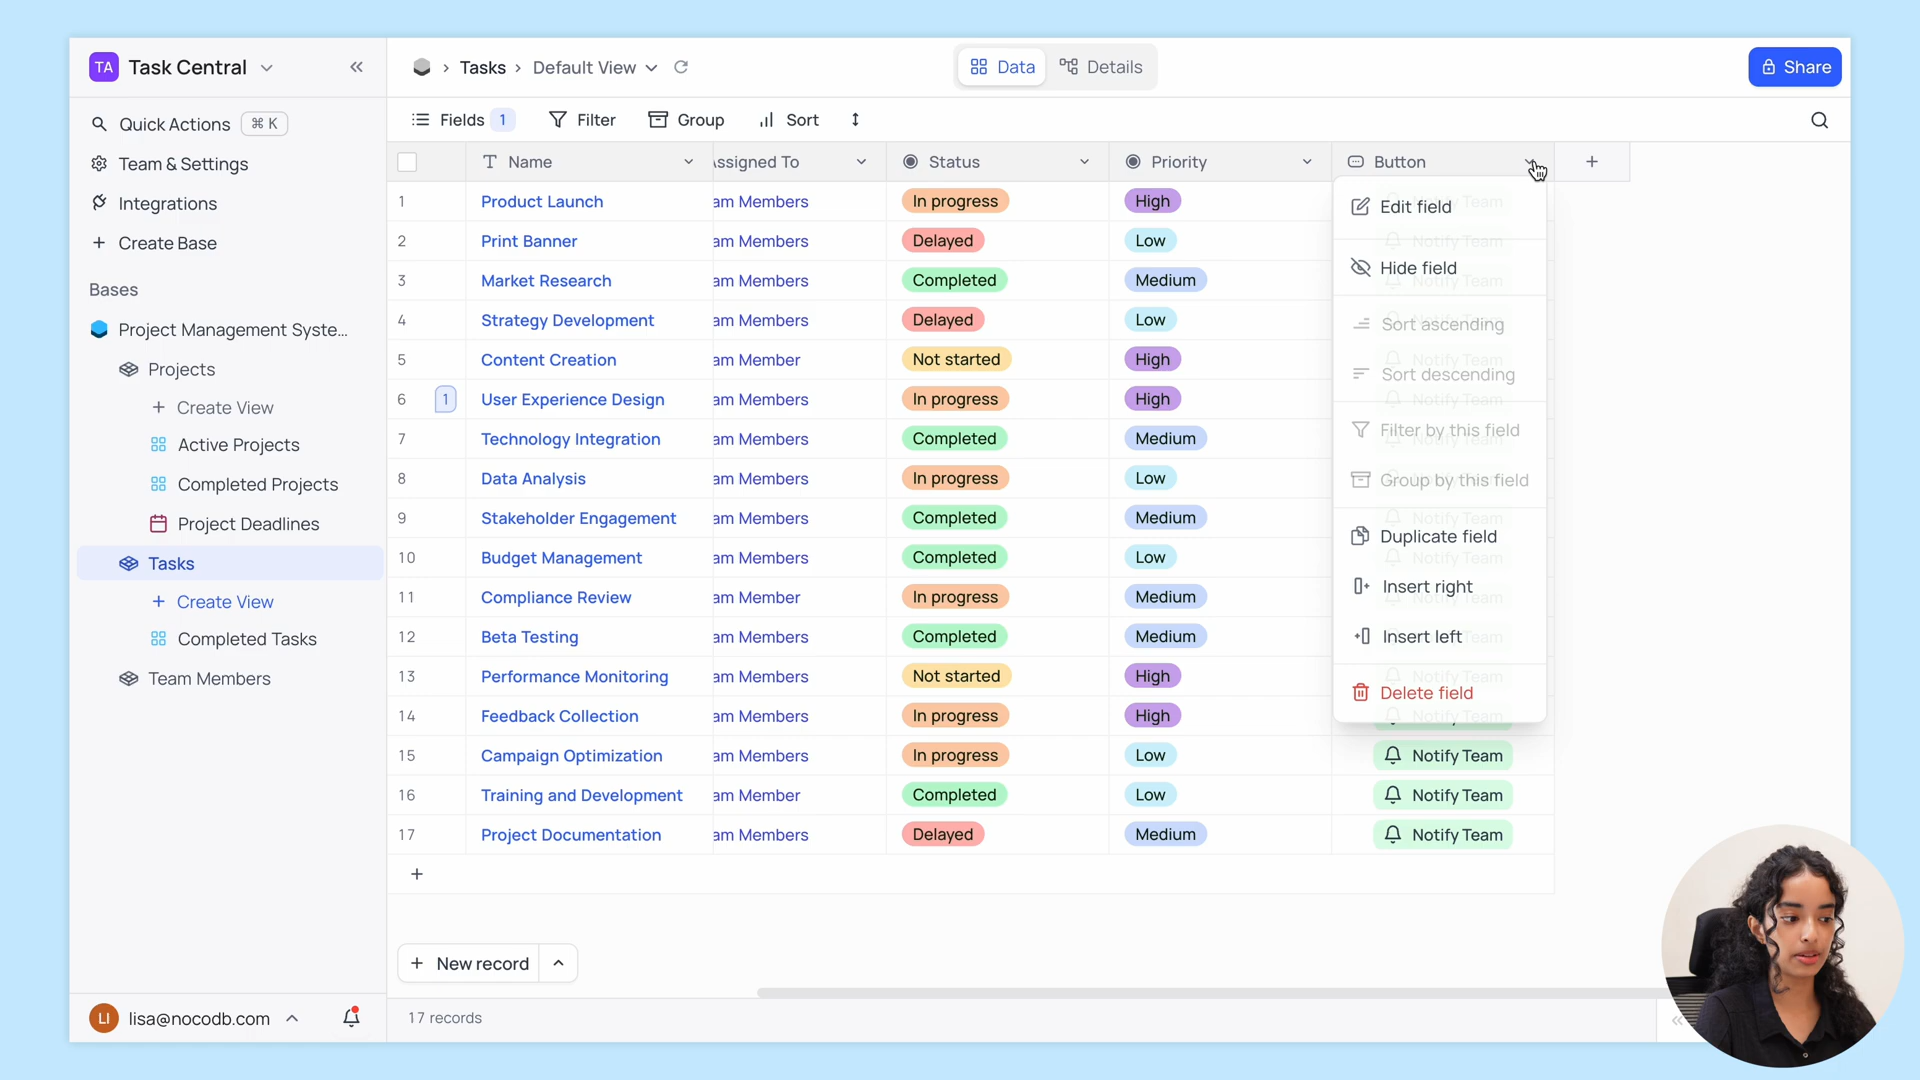 TA Task Central
Tasks Default View
Data Details
Share
Quick Actions ⌘ K
Team & Settings
Integrations
Create Base
Bases
Project Management Syste...
Projects
Create View
Active Projects
Completed Projects
Project Deadlines
Tasks
Create View
Completed Tasks
Team Members
LI lisa@nocodb.com
Fields 1 Filter Group Sort
Name ssigned To Status Priority Button
1 Product Launch am Members In progress High
2 Print Banner am Members Delayed Low
3 Market Research am Members Completed Medium
4 Strategy Development am Members Delayed Low
5 Content Creation am Member Not started High
6 1 User Experience Design am Members In progress High
7 Technology Integration am Members Completed Medium
8 Data Analysis am Members In progress Low
9 Stakeholder Engagement am Members Completed Medium
10 Budget Management am Members Completed Low
11 Compliance Review am Member In progress Medium
12 Beta Testing am Members Completed Medium
13 Performance Monitoring am Members Not started High
14 Feedback Collection am Members In progress High
15 Campaign Optimization am Members In progress Low Notify Team
16 Training and Development am Member Completed Low Notify Team
17 Project Documentation am Members Delayed Medium Notify Team
Edit field
Hide field
Sort ascending
Sort descending
Filter by this field
Group by this field
Duplicate field
Insert right
Insert left
Delete field
New record
17 records